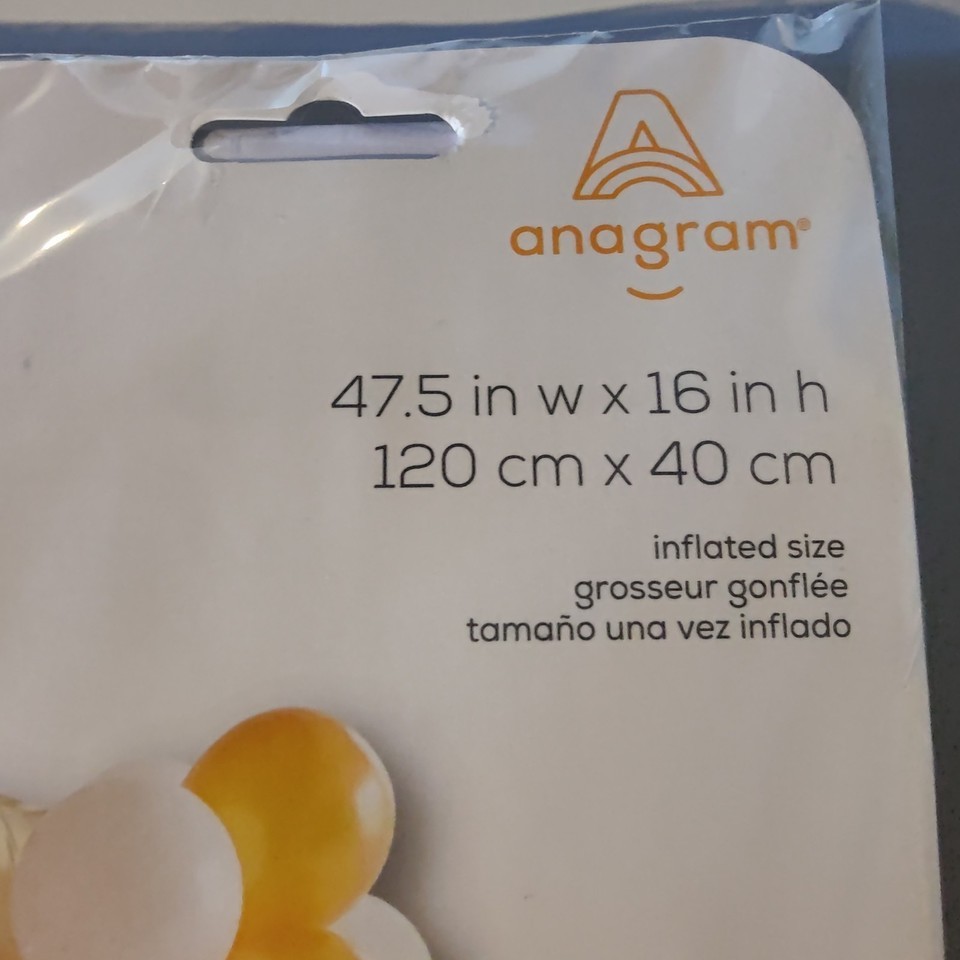 anagram®
47.5 in w x 16 in h
120 cm x 40 cm
inflated size
grosseur gonflée
tamaño una vez inflado